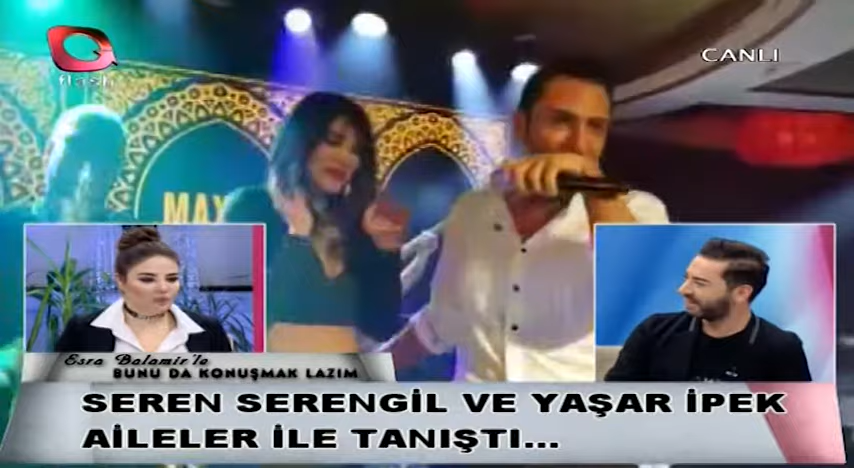 flash
CANLI
MAX
Esra Balamir'le
BUNU DA KONUŞMAK LAZIM
SEREN SERENGİL VE YAŞAR İPEK
AİLELER İLE TANIŞTI...